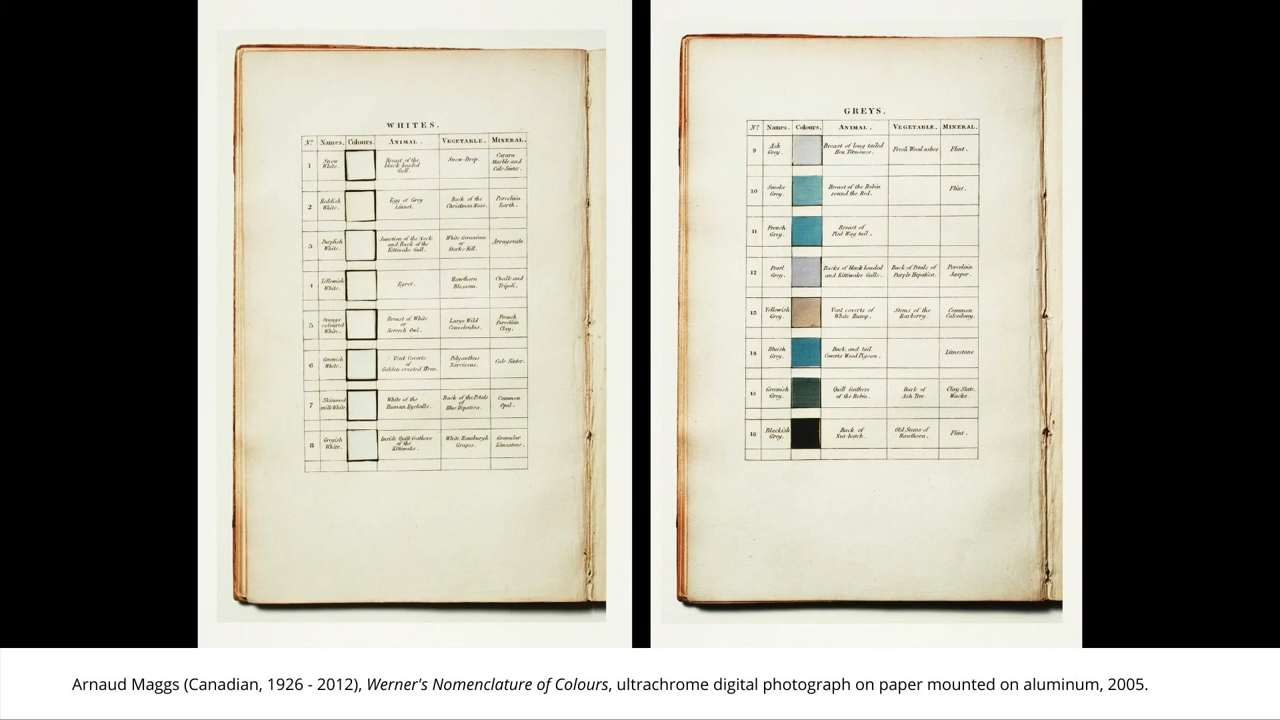 WHITES.
Nº Names. Colours. ANIMAL. VEGETABLE. MINERAL.
1 Snow White. Breast of the black headed Gull. Snow-Drop. Carara Marble and Calc Sinter.
2 Reddish White. Egg of Grey Linnet. Back of the Christmas Rose. Porcelain Earth.
3 Purplish White. Junction of the Neck and Back of the Kittiwake Gull. White Geranium or Storks Bill. Arragonite.
4 Yellowish White. Egret. Hawthorn Blossom. Chalk and Tripoli.
5 Orange coloured White. Breast of White or Screech Owl. Large Wild Convolvulus. French Porcelain Clay.
6 Greenish White. Vent Coverts of Golden crested Wren. Polyanthus Narcissus. Calc Sinter.
7 Skimmed milk White. White of the Human Eyeballs. Back of the Petals of Blue Hepatica. Common Opal.
8 Greyish White. Inside Quill-feathers of the Kittiwake. White Hamburgh Grapes. Granular Limestone.
GREYS.
Nº Names. Colours. ANIMAL. VEGETABLE. MINERAL.
9 Ash Grey. Breast of long tailed Hen Titmouse. Fresh Wood ashes Flint.
10 Smoke Grey. Breast of the Robin round the Red. Flint.
11 French Grey. Breast of Pied Wag tail.
12 Pearl Grey. Backs of black headed and Kittiwake Gulls. Back of Petals of Purple Hepatica. Porcelain Jasper.
13 Yellowish Grey. Vent coverts of White Rump. Stems of the Barberry. Common Calcedony.
14 Bluish Grey. Back, and tail Coverts Wood Pigeon. Limestone
15 Greenish Grey. Quill feathers of the Robin. Bark of Ash Tree. Clay Slate. Wacke.
16 Blackish Grey. Back of Nut-hatch. Old Stems of Hawthorn. Flint.
Arnaud Maggs (Canadian, 1926 - 2012), Werner's Nomenclature of Colours, ultrachrome digital photograph on paper mounted on aluminum, 2005.